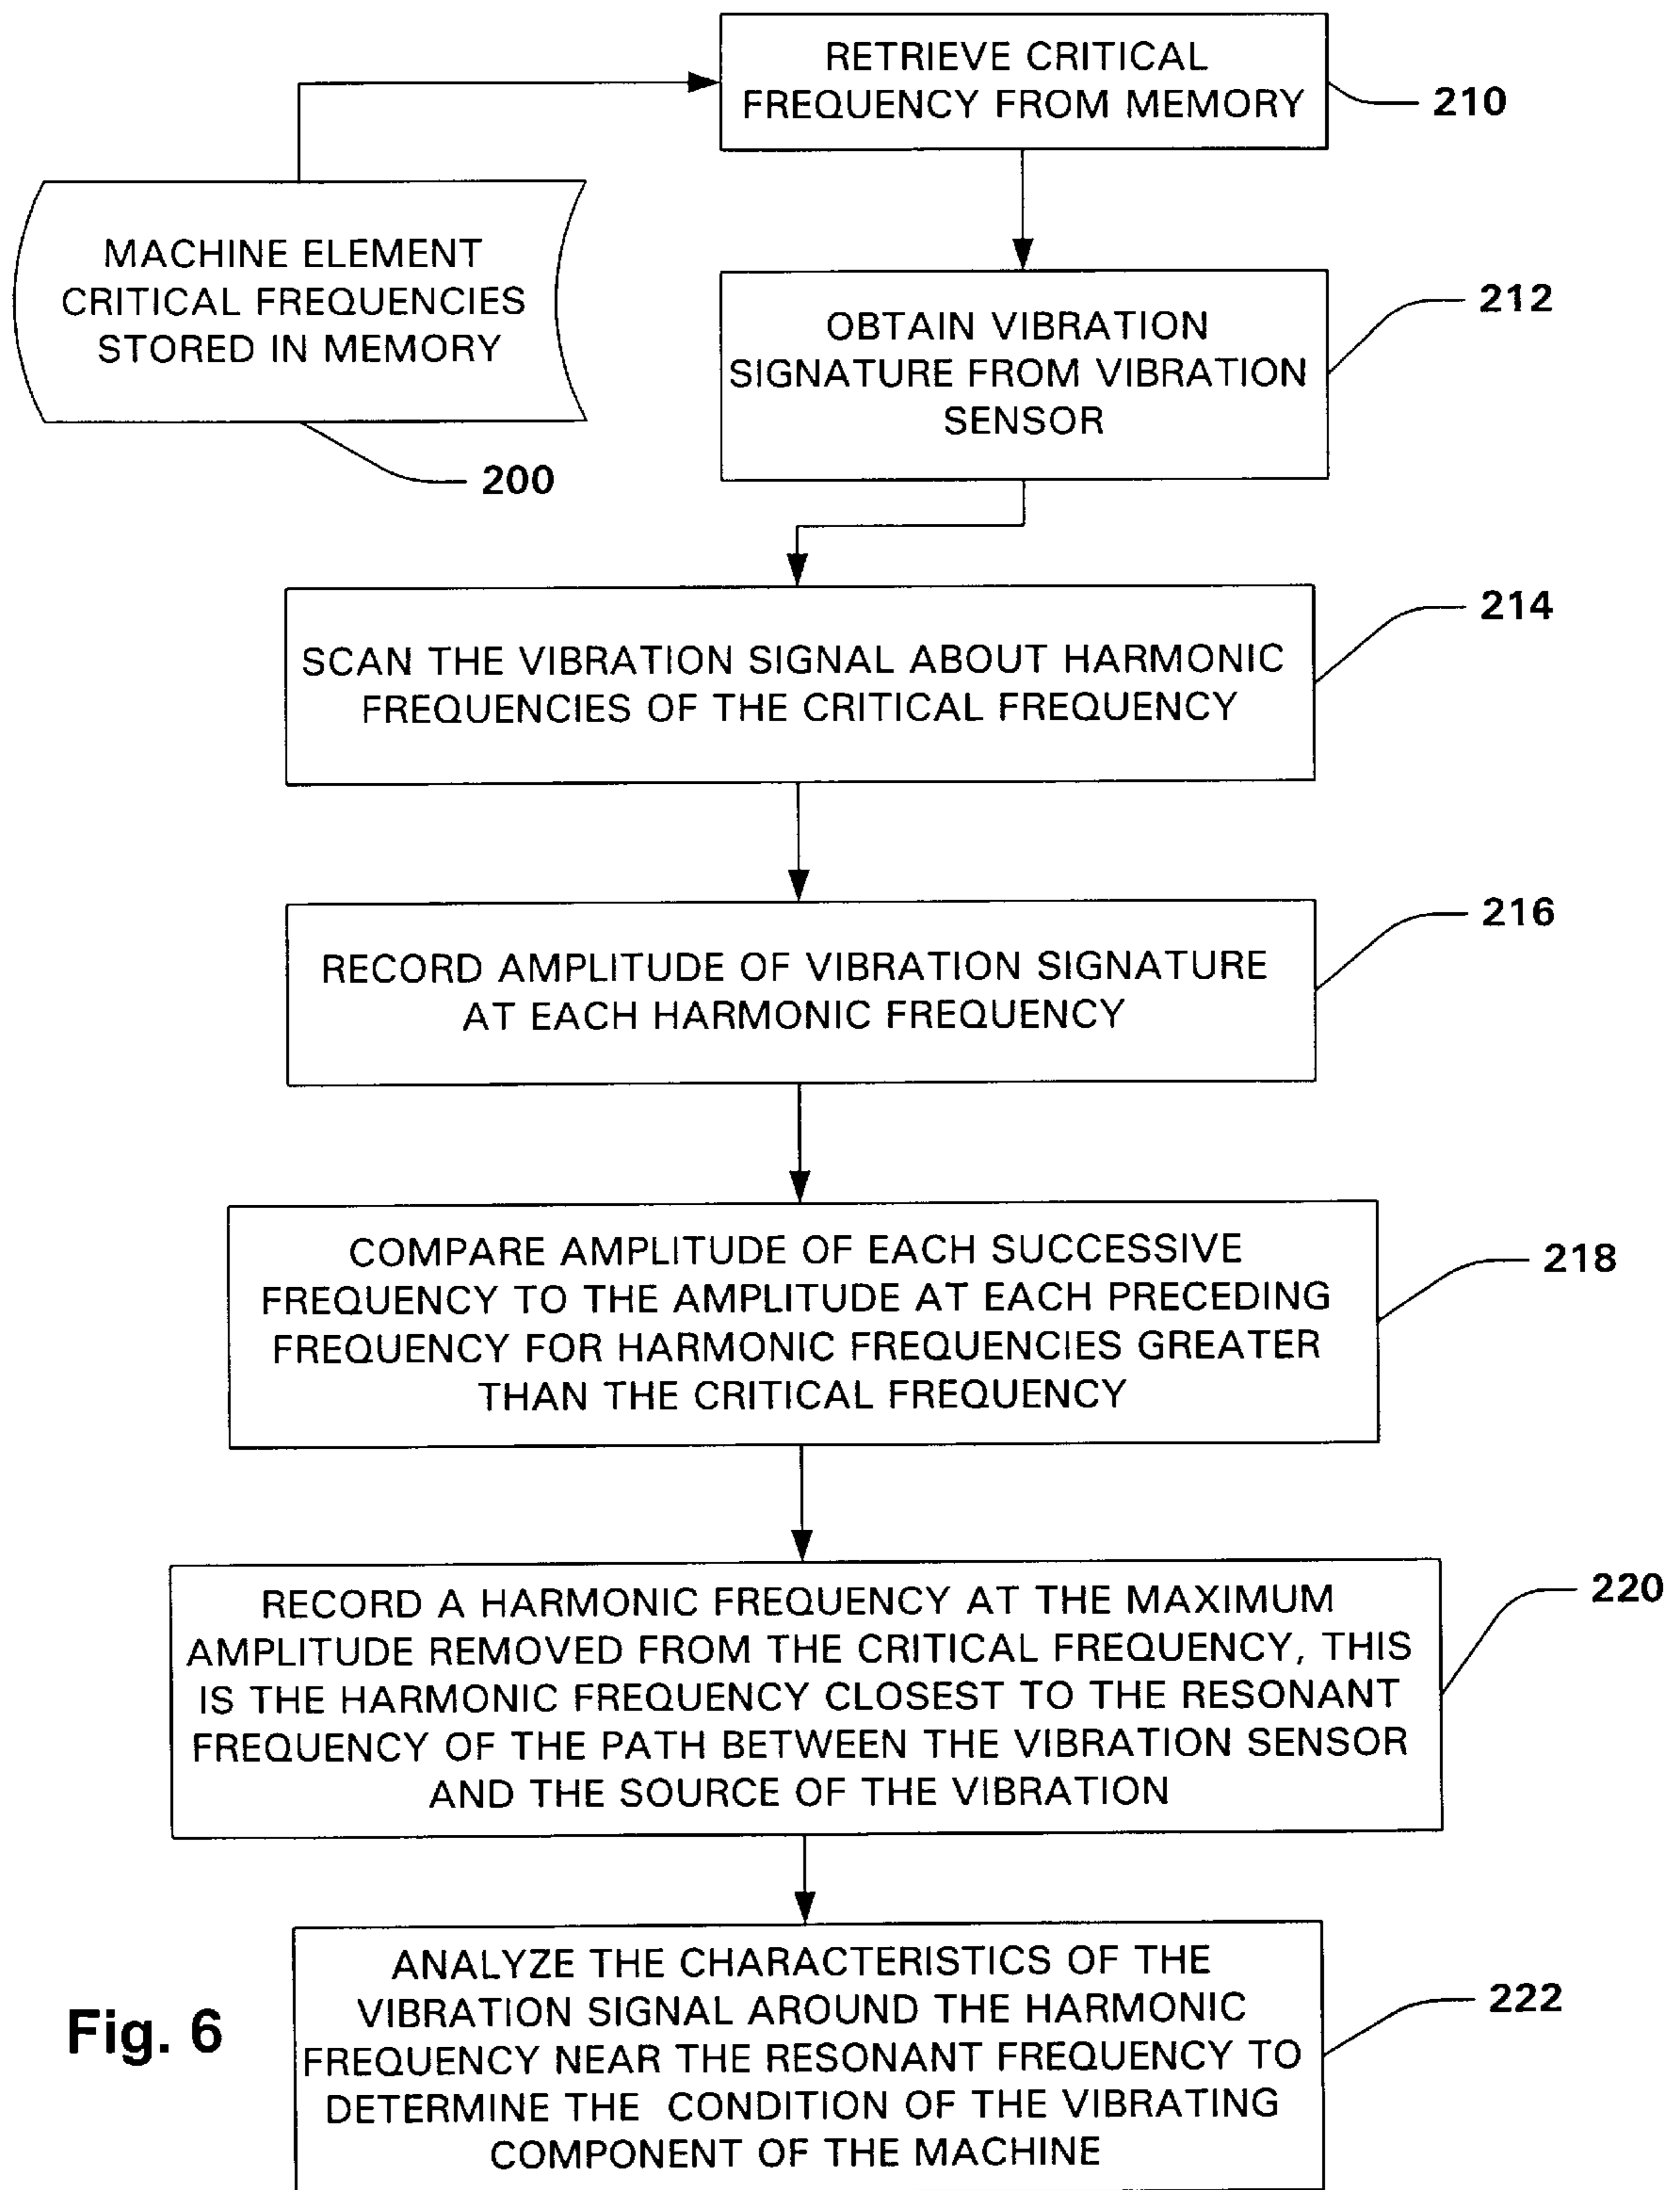 RETRIEVE CRITICAL
FREQUENCY FROM MEMORY
210
MACHINE ELEMENT
CRITICAL FREQUENCIES
STORED IN MEMORY
200
OBTAIN VIBRATION
SIGNATURE FROM VIBRATION
SENSOR
212
SCAN THE VIBRATION SIGNAL ABOUT HARMONIC
FREQUENCIES OF THE CRITICAL FREQUENCY
214
RECORD AMPLITUDE OF VIBRATION SIGNATURE
AT EACH HARMONIC FREQUENCY
216
COMPARE AMPLITUDE OF EACH SUCCESSIVE
FREQUENCY TO THE AMPLITUDE AT EACH PRECEDING
FREQUENCY FOR HARMONIC FREQUENCIES GREATER
THAN THE CRITICAL FREQUENCY
218
RECORD A HARMONIC FREQUENCY AT THE MAXIMUM
AMPLITUDE REMOVED FROM THE CRITICAL FREQUENCY, THIS
IS THE HARMONIC FREQUENCY CLOSEST TO THE RESONANT
FREQUENCY OF THE PATH BETWEEN THE VIBRATION SENSOR
AND THE SOURCE OF THE VIBRATION
220
ANALYZE THE CHARACTERISTICS OF THE
VIBRATION SIGNAL AROUND THE HARMONIC
FREQUENCY NEAR THE RESONANT FREQUENCY TO
DETERMINE THE CONDITION OF THE VIBRATING
COMPONENT OF THE MACHINE
222
Fig. 6